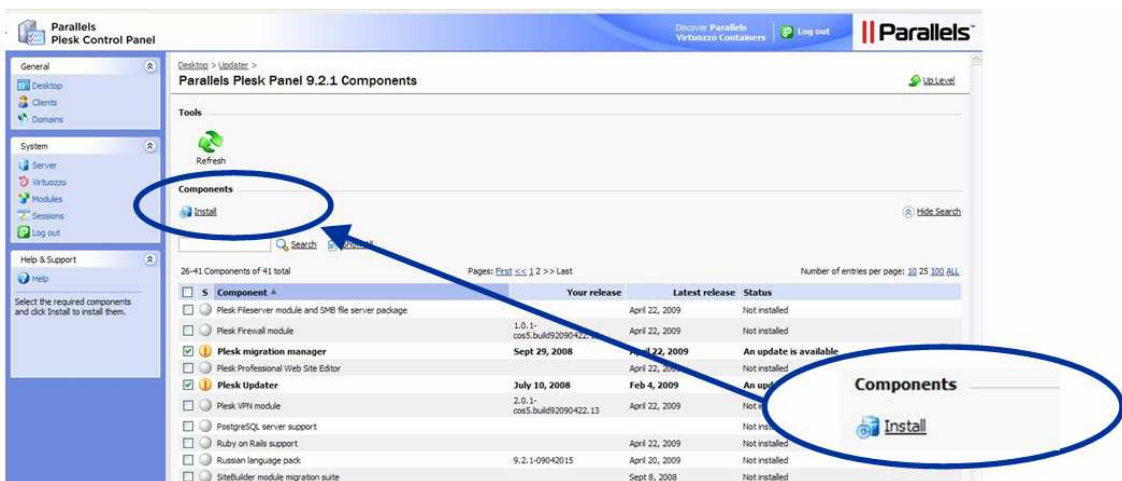 Parallels
Plesk Control Panel
Discover Parallels
Virtuozzo Containers
Log out
Parallels
General
Desktop
Clients
Domains
System
Server
Virtuozzo
Modules
Sessions
Log out
Help & Support
Help
Select the required components
and click Install to install them.
Desktop > Updater >
Parallels Plesk Panel 9.2.1 Components
Up Level
Tools
Refresh
Components
Install
Hide Search
Search
26-41 Components of 41 total Pages: First << 1 2 >> Last Number of entries per page: 10 25 100 ALL
S Component Your release Latest release Status
Plesk Fileserver module and SMB file server package April 22, 2009 Not installed
Plesk Firewall module 1.0.1- April 22, 2009 Not installed
Plesk migration manager Sept 29, 2008 April 22, 2009 An update is available
Plesk Professional Web Site Editor April 22, Not installed
Plesk Updater July 10, 2008 Feb 4, 2009 An
Plesk VPN module 2.0.1-cos5.build92090422.13 April 22, 2009 Not
PostgreSQL server support Not
Ruby on Rails support April 22, 2009 Not installed
Russian language pack 9.2.1-09042015 April 20, 2009 Not installed
SiteBuilder module migration suite Sept 8, 2008 Not installed
Components
Install